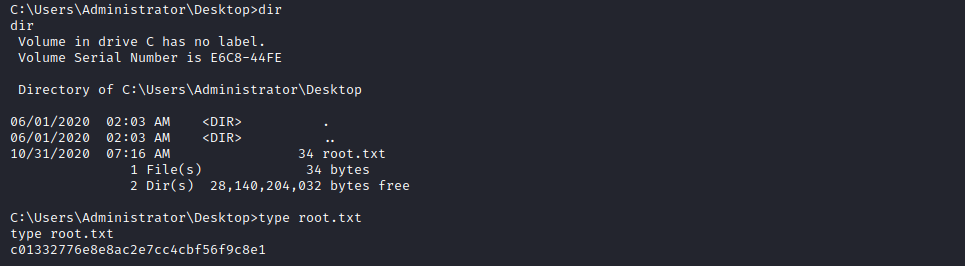 C:\Users\Administrator\Desktop>dir
dir
 Volume in drive C has no label.
 Volume Serial Number is E6C8-44FE

 Directory of C:\Users\Administrator\Desktop

06/01/2020  02:03 AM    <DIR>          .
06/01/2020  02:03 AM    <DIR>          ..
10/31/2020  07:16 AM                34 root.txt
               1 File(s)             34 bytes
               2 Dir(s)  28,140,204,032 bytes free

C:\Users\Administrator\Desktop>type root.txt
type root.txt
c01332776e8e8ac2e7cc4cbf56f9c8e1